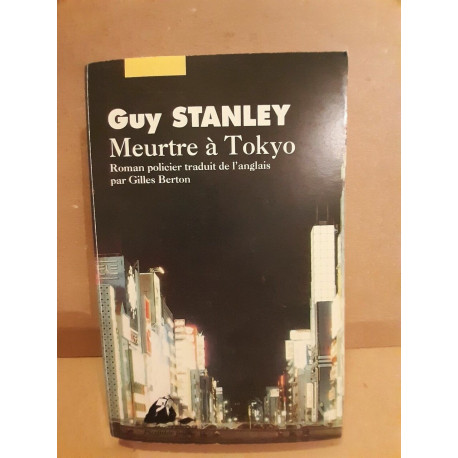 Guy STANLEY
Meurtre à Tokyo
Roman policier traduit de l'anglais
par Gilles Berton